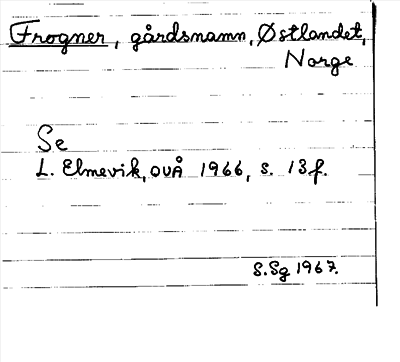 Frogner, gårdsnamn, Østlandet,
Norge
Se
L. Elmevik, OUÅ 1966, s. 13f.
S.Sg 1967.